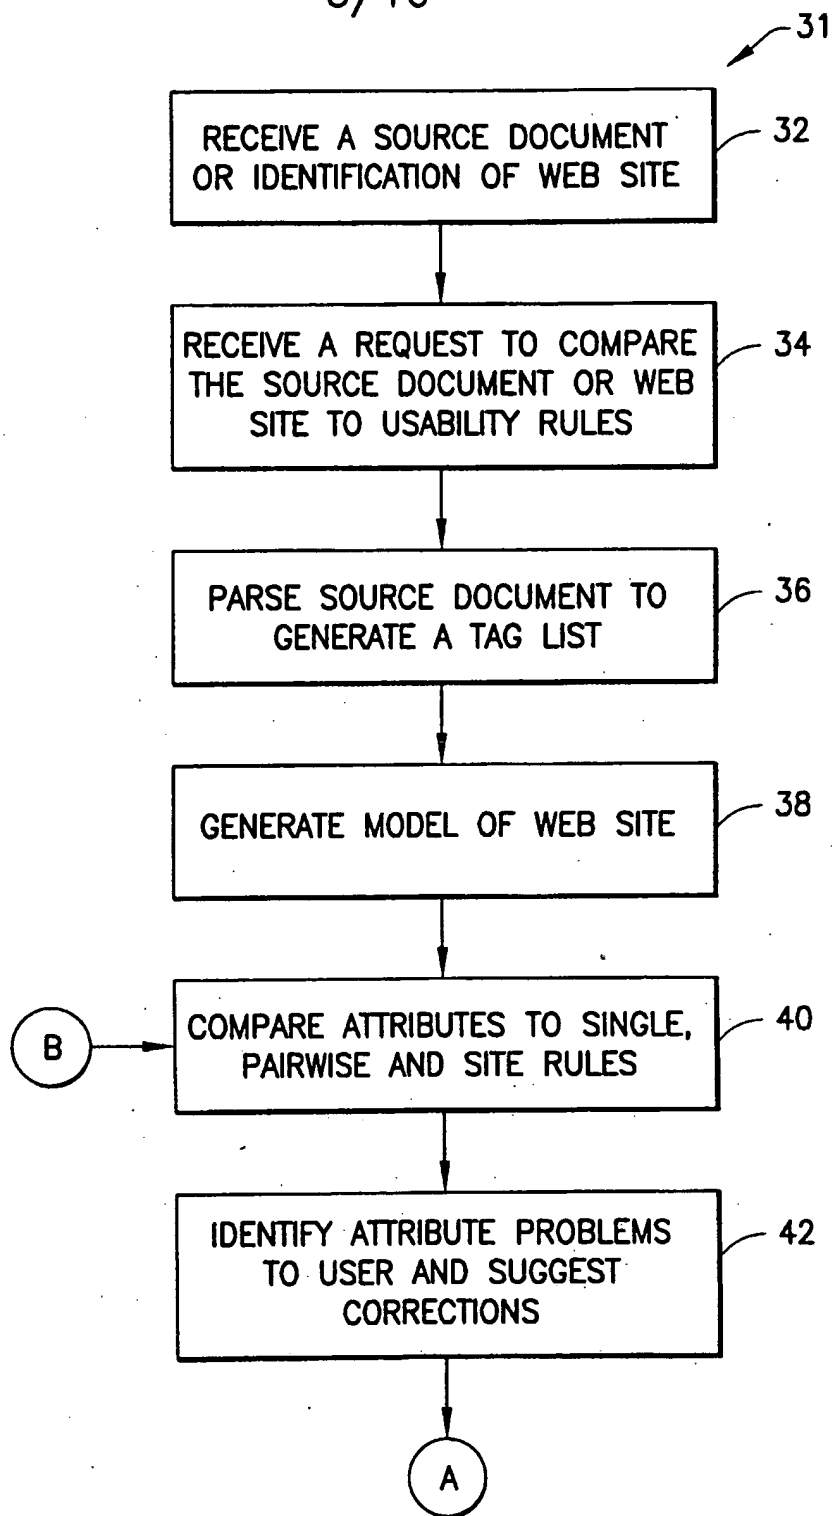 31
RECEIVE A SOURCE DOCUMENT
OR IDENTIFICATION OF WEB SITE
32
RECEIVE A REQUEST TO COMPARE
THE SOURCE DOCUMENT OR WEB
SITE TO USABILITY RULES
34
PARSE SOURCE DOCUMENT TO
GENERATE A TAG LIST
36
GENERATE MODEL OF WEB SITE
38
B
COMPARE ATTRIBUTES TO SINGLE,
PAIRWISE AND SITE RULES
40
IDENTIFY ATTRIBUTE PROBLEMS
TO USER AND SUGGEST
CORRECTIONS
42
A